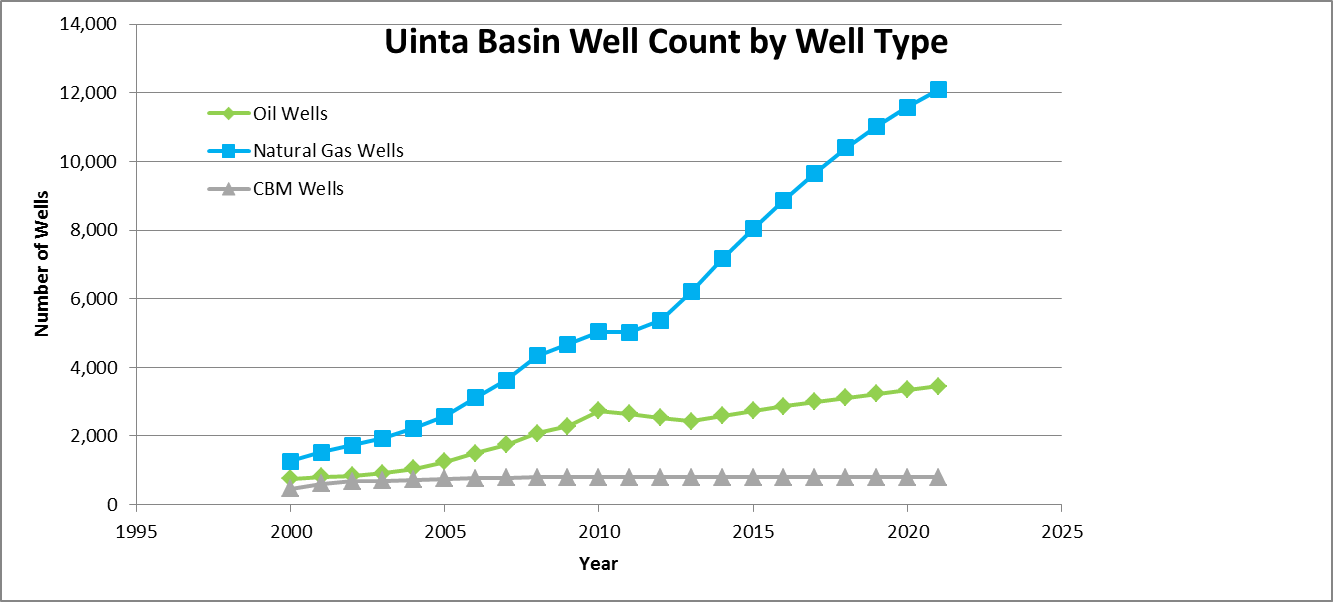 Uinta Basin Well Count by Well Type
14,000
12,000
10,000
8,000
6,000
4,000
2,000
0
Number of Wells
Oil Wells
Natural Gas Wells
CBM Wells
1995 2000 2005 2010 2015 2020 2025
Year